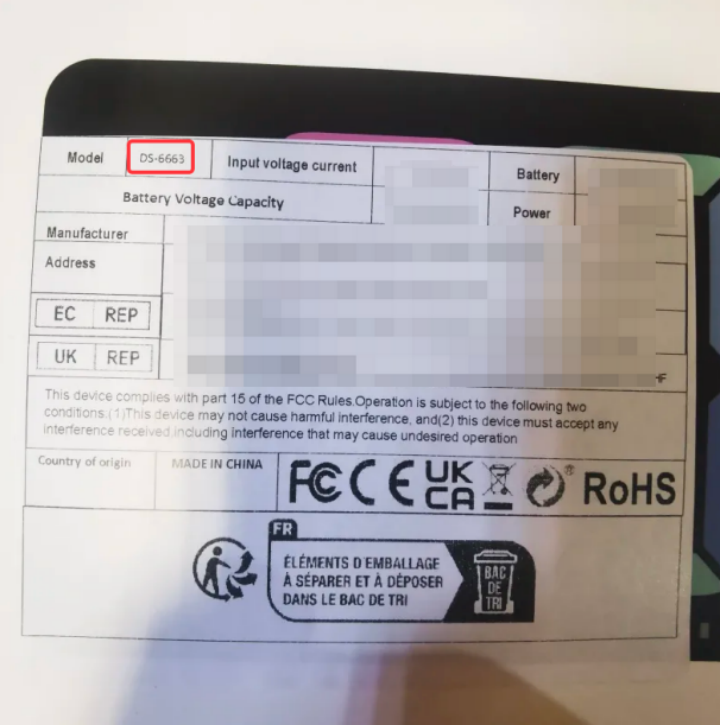 Model DS-6663 Input voltage current Battery
Battery Voltage Capacity Power
Manufacturer
Address
EC REP
UK REP
This device complies with part 15 of the FCC Rules.Operation is subject to the following two
conditions.(1)This device may not cause harmful interference, and(2) this device must accept any
interference received,including interference that may cause undesired operation
Country of origin MADE IN CHINA FC CE UK CA ® RoHS
FR
ÉLÉMENTS D'EMBALLAGE
À SÉPARER ET À DÉPOSER
DANS LE BAC DE TRI
BAC
DE
TRI